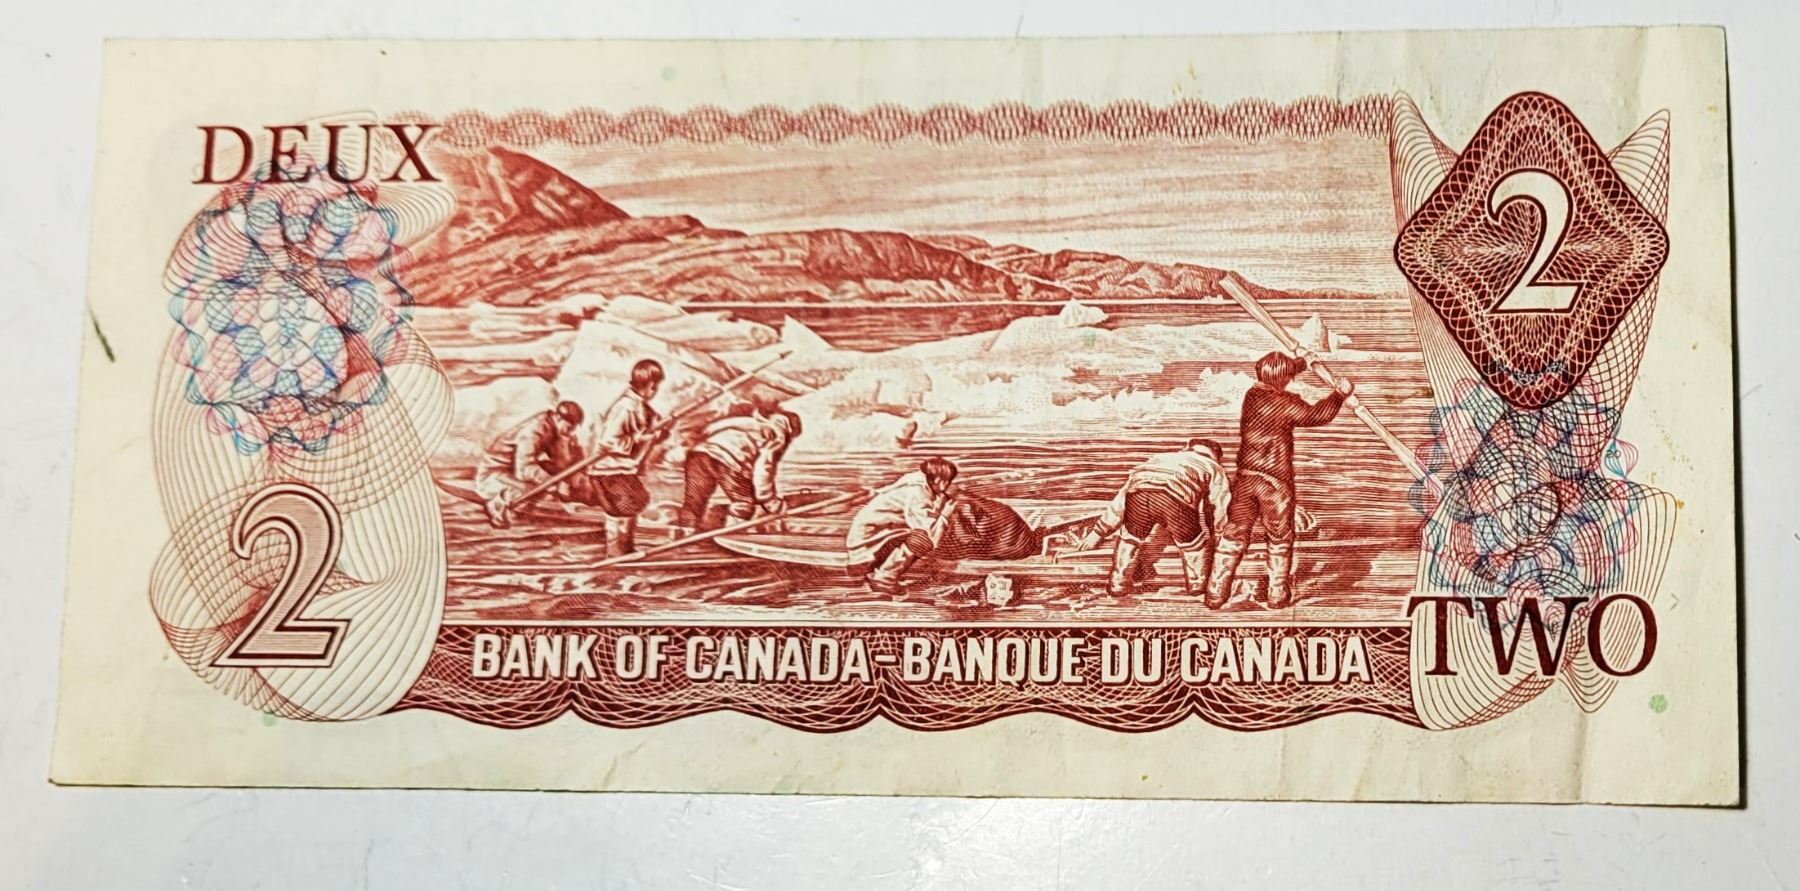 DEUX
2
2
BANK OF CANADA-BANQUE DU CANADA
TWO